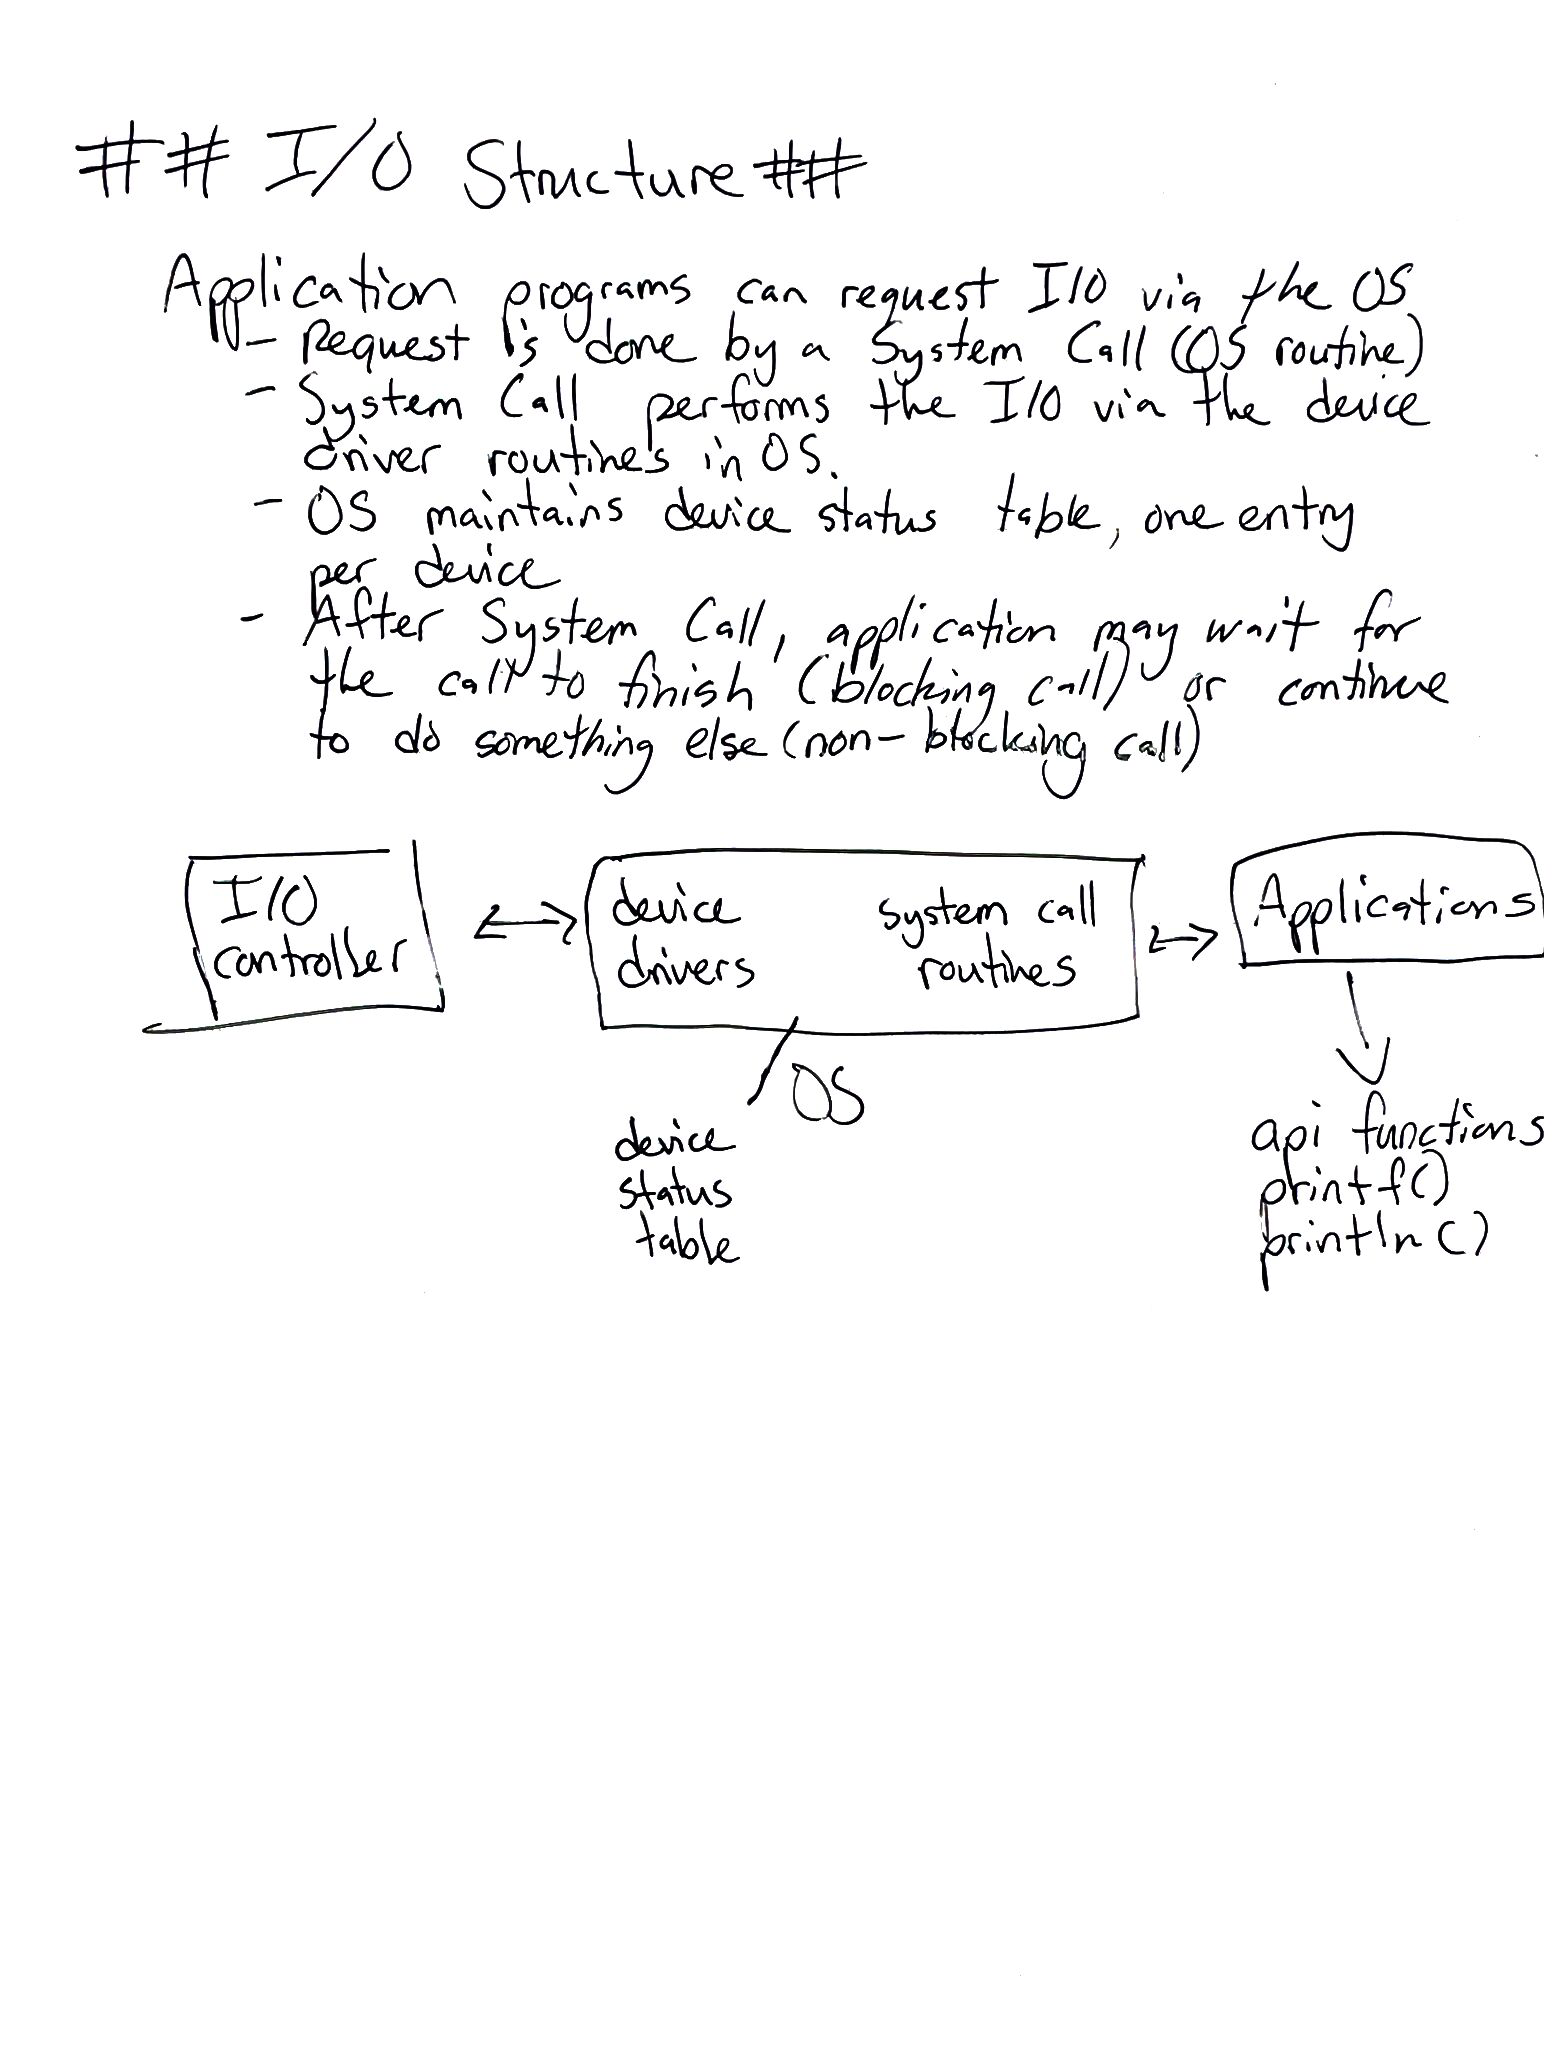 ## I/O Structure ##
Application programs can request I/O via the OS
- Request is done by a System Call (OS routine)
- System Call performs the I/O via the device
driver routines in OS.
- OS maintains device status table, one entry
per device
- After System Call, application may wait for
the call to finish (blocking call) or continue
to do something else (non-blocking call)
I/O
controller
device
drivers
system call
routines
Applications
OS
device
status
table
api functions
printf()
println()